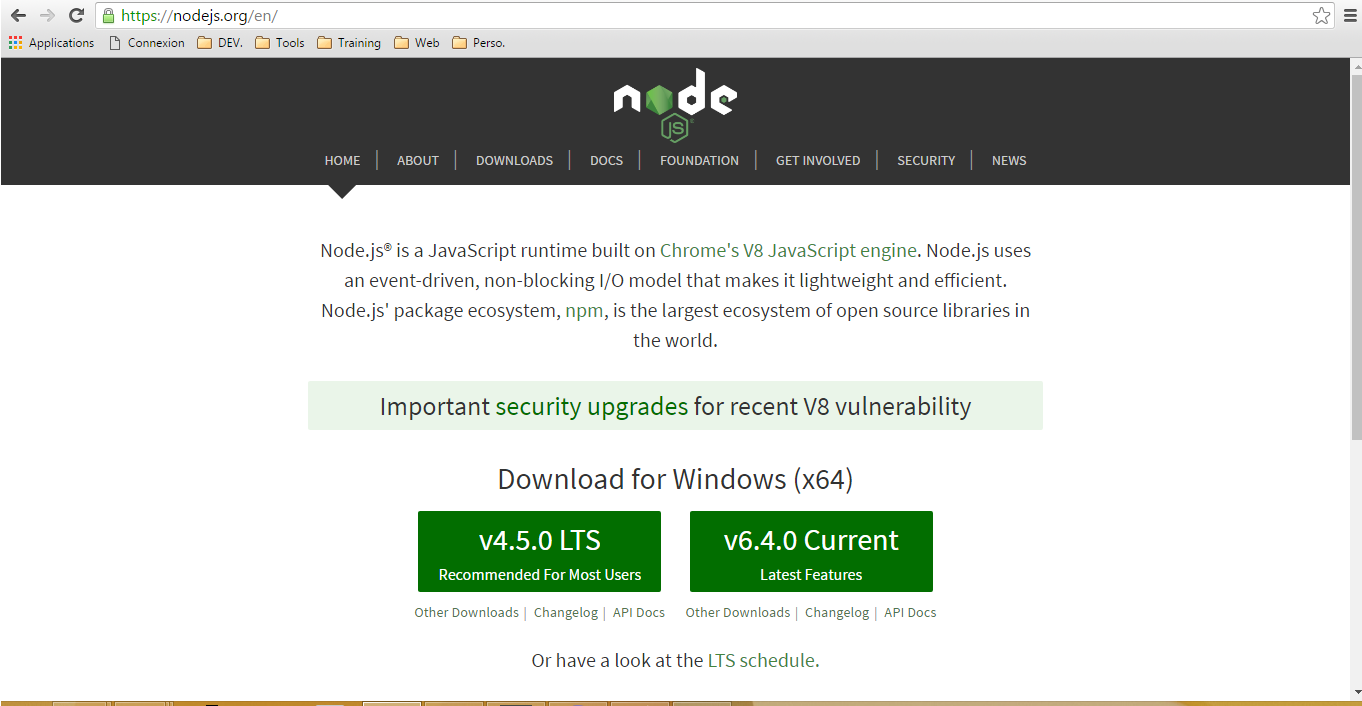 https://nodejs.org/en/
Applications Connexion DEV. Tools Training Web Perso.
node
JS
HOME | ABOUT | DOWNLOADS | DOCS | FOUNDATION | GET INVOLVED | SECURITY | NEWS
Node.js® is a JavaScript runtime built on Chrome's V8 JavaScript engine. Node.js uses
an event-driven, non-blocking I/O model that makes it lightweight and efficient.
Node.js' package ecosystem, npm, is the largest ecosystem of open source libraries in
the world.
Important security upgrades for recent V8 vulnerability
Download for Windows (x64)
v4.5.0 LTS v6.4.0 Current
Recommended For Most Users Latest Features
Other Downloads | Changelog | API Docs Other Downloads | Changelog | API Docs
Or have a look at the LTS schedule.